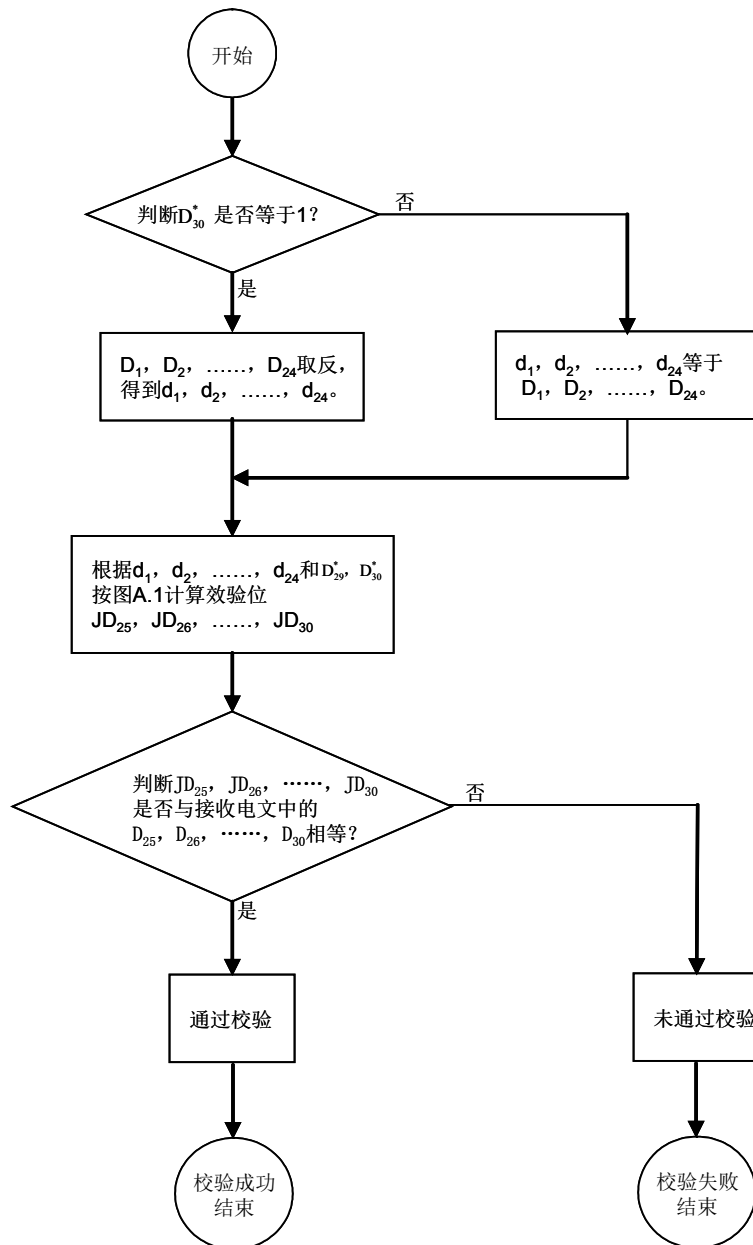 开始
判断D*30 是否等于1？
否
是
D1，D2，……，D24取反，
得到d1，d2，……，d24。
d1，d2，……，d24等于
D1，D2，……，D24。
根据d1，d2，……，d24和D*29，D*30
按图A.1计算效验位
JD25，JD26，……，JD30
判断JD25，JD26，……，JD30
是否与接收电文中的
D25，D26，……，D30相等？
否
是
通过校验
未通过校验
校验成功
结束
校验失败
结束